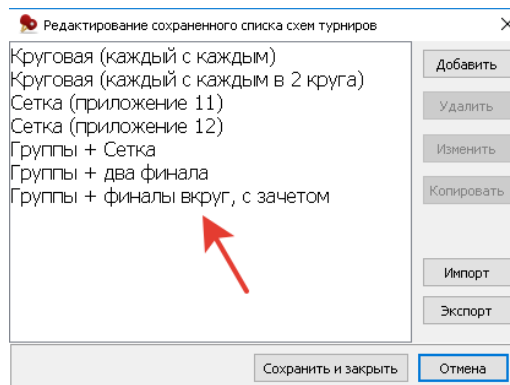 Редактирование сохраненного списка схем турниров
Круговая (каждый с каждым)
Круговая (каждый с каждым в 2 круга)
Сетка (приложение 11)
Сетка (приложение 12)
Группы + Сетка
Группы + два финала
Группы + финалы вкруг, с зачетом
Добавить
Удалить
Изменить
Копировать
Импорт
Экспорт
Сохранить и закрыть
Отмена